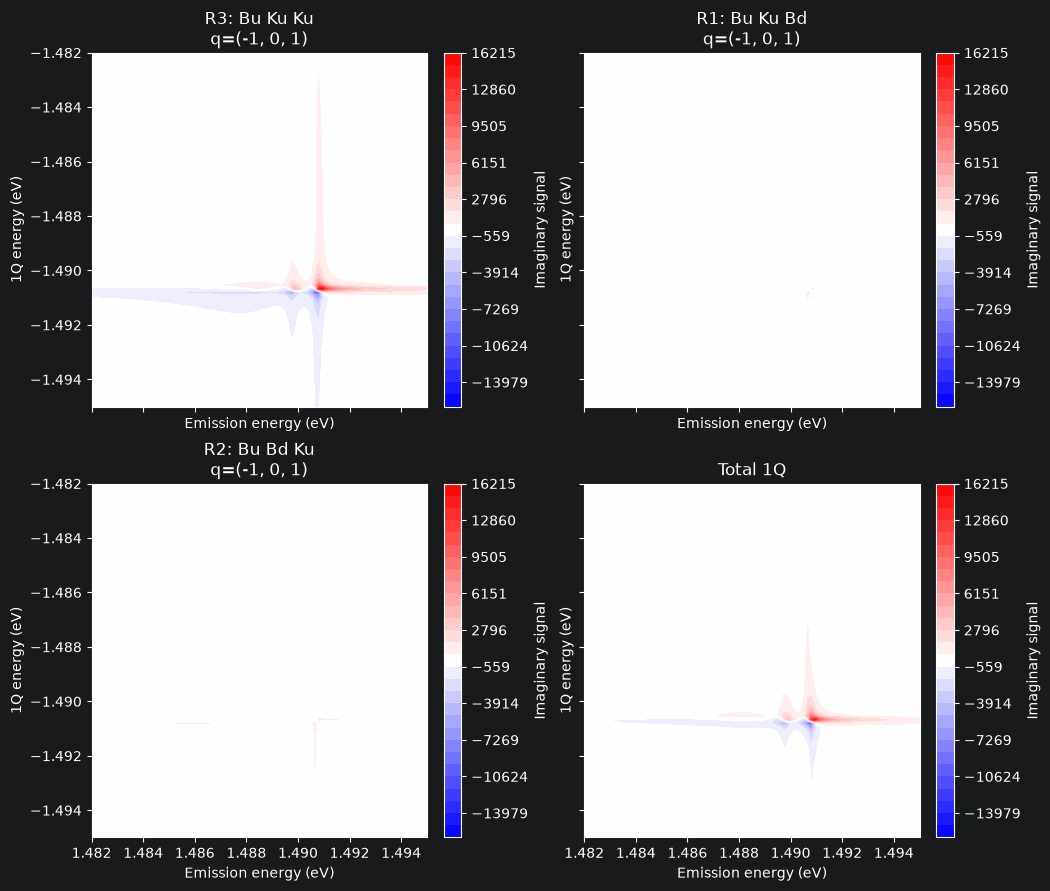 R3: Bu Ku Ku
q=(-1, 0, 1)
−1.482
−1.484
−1.486
−1.488
−1.490
−1.492
−1.494
1Q energy (eV)
Emission energy (eV)
16215
12860
9505
6151
2796
−559
−3914
−7269
−10624
−13979
Imaginary signal
R1: Bu Ku Bd
q=(-1, 0, 1)
1Q energy (eV)
Emission energy (eV)
16215
12860
9505
6151
2796
−559
−3914
−7269
−10624
−13979
Imaginary signal
R2: Bu Bd Ku
q=(-1, 0, 1)
−1.482
−1.484
−1.486
−1.488
−1.490
−1.492
−1.494
1Q energy (eV)
1.482 1.484 1.486 1.488 1.490 1.492 1.494
Emission energy (eV)
16215
12860
9505
6151
2796
−559
−3914
−7269
−10624
−13979
Imaginary signal
Total 1Q
1Q energy (eV)
1.482 1.484 1.486 1.488 1.490 1.492 1.494
Emission energy (eV)
16215
12860
9505
6151
2796
−559
−3914
−7269
−10624
−13979
Imaginary signal